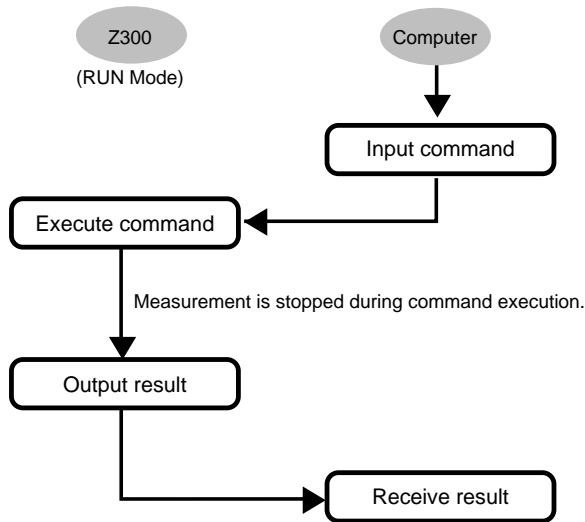 Z300
Computer
(RUN Mode)
Input command
Execute command
Measurement is stopped during command execution.
Output result
Receive result